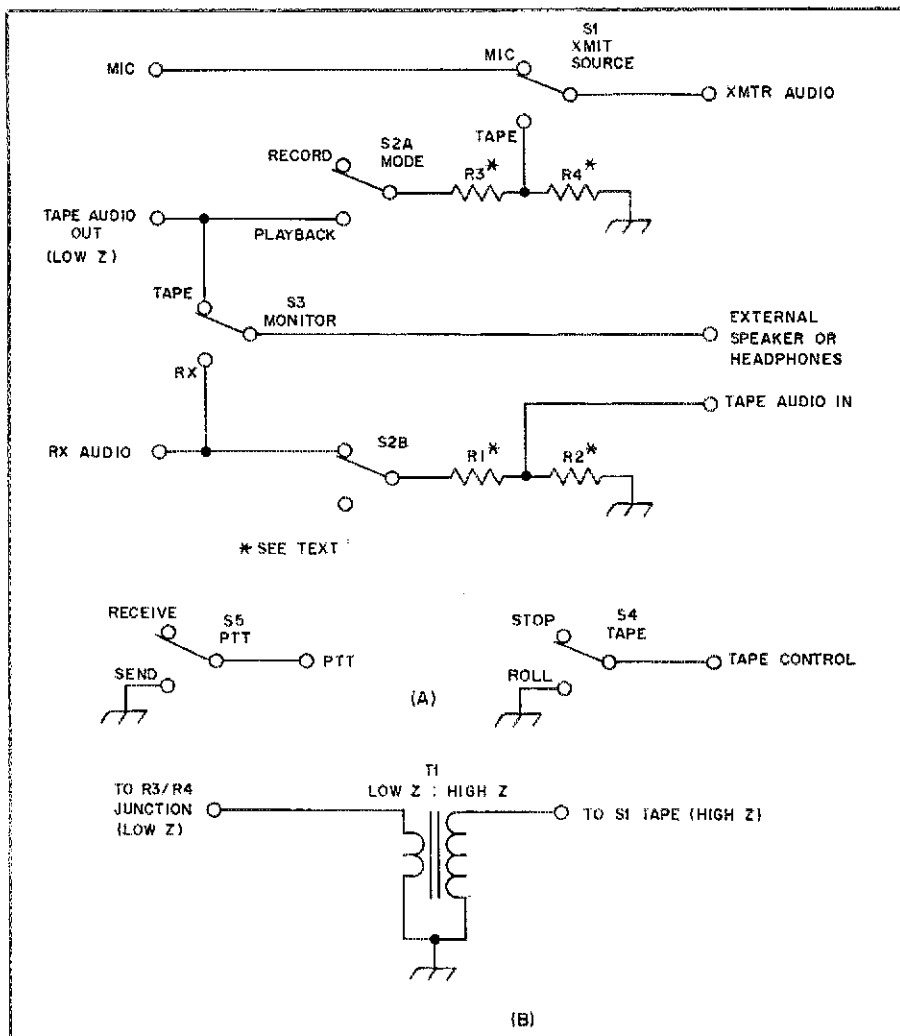 S1
XMIT
SOURCE
MIC
MIC
XMTR AUDIO
TAPE
S2A
MODE
RECORD
R3*
R4*
TAPE AUDIO
OUT
(LOW Z)
PLAYBACK
TAPE
S3
MONITOR
EXTERNAL
SPEAKER OR
HEADPHONES
RX
TAPE AUDIO IN
RX AUDIO
S2B
R1*
R2*
* SEE TEXT
RECEIVE
S5
PTT
PTT
SEND
STOP
S4
TAPE
TAPE CONTROL
ROLL
(A)
T1
LOW Z : HIGH Z
TO R3/R4
JUNCTION
(LOW Z)
TO S1 TAPE (HIGH Z)
(B)